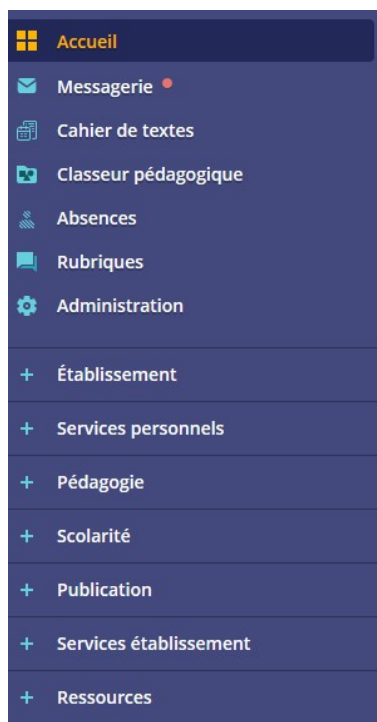 Accueil
Messagerie
Cahier de textes
Classeur pédagogique
Absences
Rubriques
Administration
+ Établissement
+ Services personnels
+ Pédagogie
+ Scolarité
+ Publication
+ Services établissement
+ Ressources